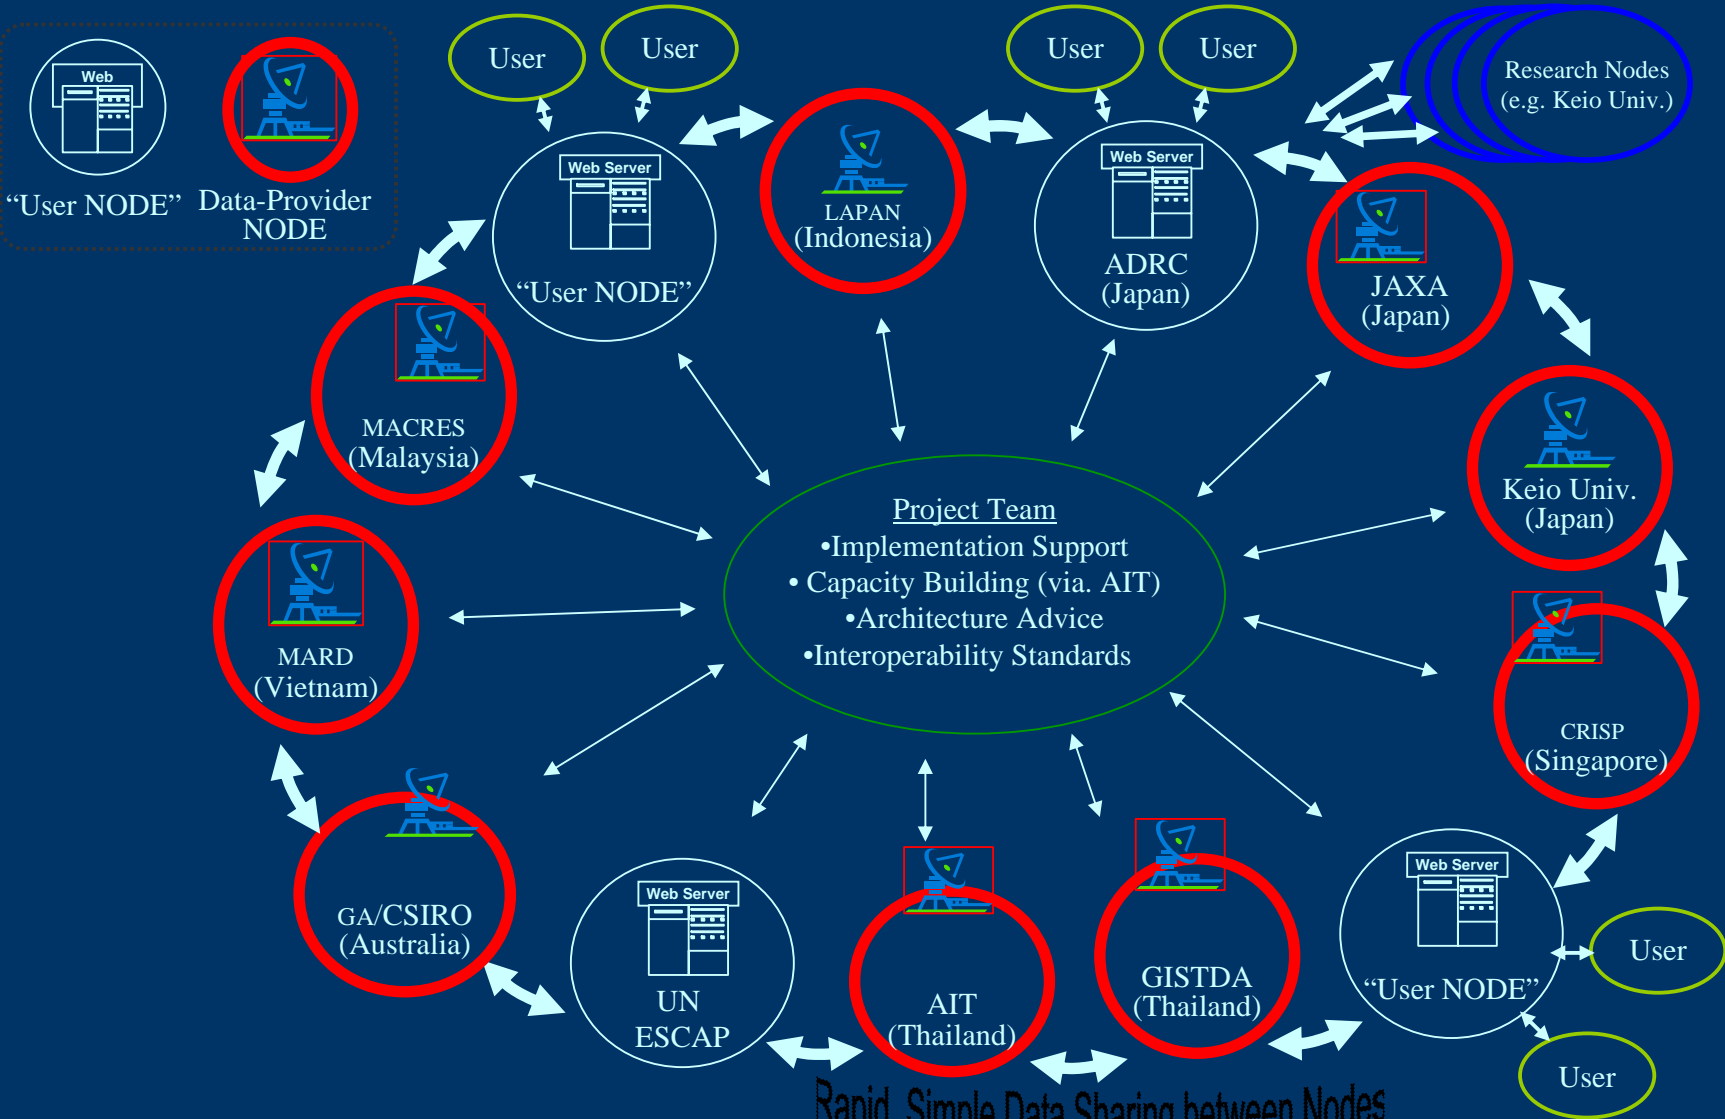 Web
“User NODE”
Data-Provider
NODE
User
User
User
User
Research Nodes
(e.g. Keio Univ.)
Web Server
“User NODE”
LAPAN
(Indonesia)
Web Server
ADRC
(Japan)
JAXA
(Japan)
MACRES
(Malaysia)
Keio Univ.
(Japan)
Project Team
•Implementation Support
• Capacity Building (via. AIT)
•Architecture Advice
•Interoperability Standards
MARD
(Vietnam)
CRISP
(Singapore)
GA/CSIRO
(Australia)
Web Server
UN
ESCAP
AIT
(Thailand)
GISTDA
(Thailand)
Web Server
“User NODE”
User
User
Rapid, Simple Data Sharing between Nodes